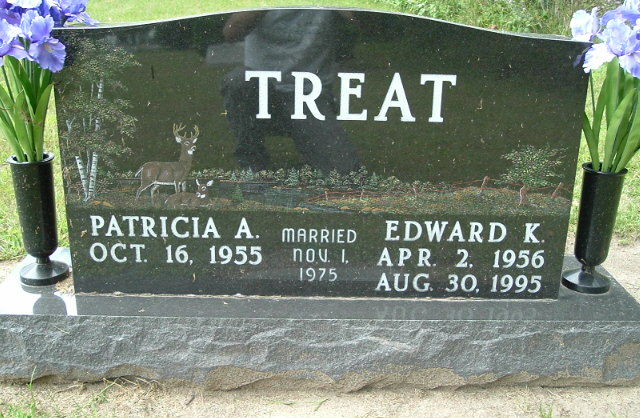 TREAT
PATRICIA A.
OCT. 16, 1955
MARRIED
NOV. 1,
1975
EDWARD K.
APR. 2, 1956
AUG. 30, 1995